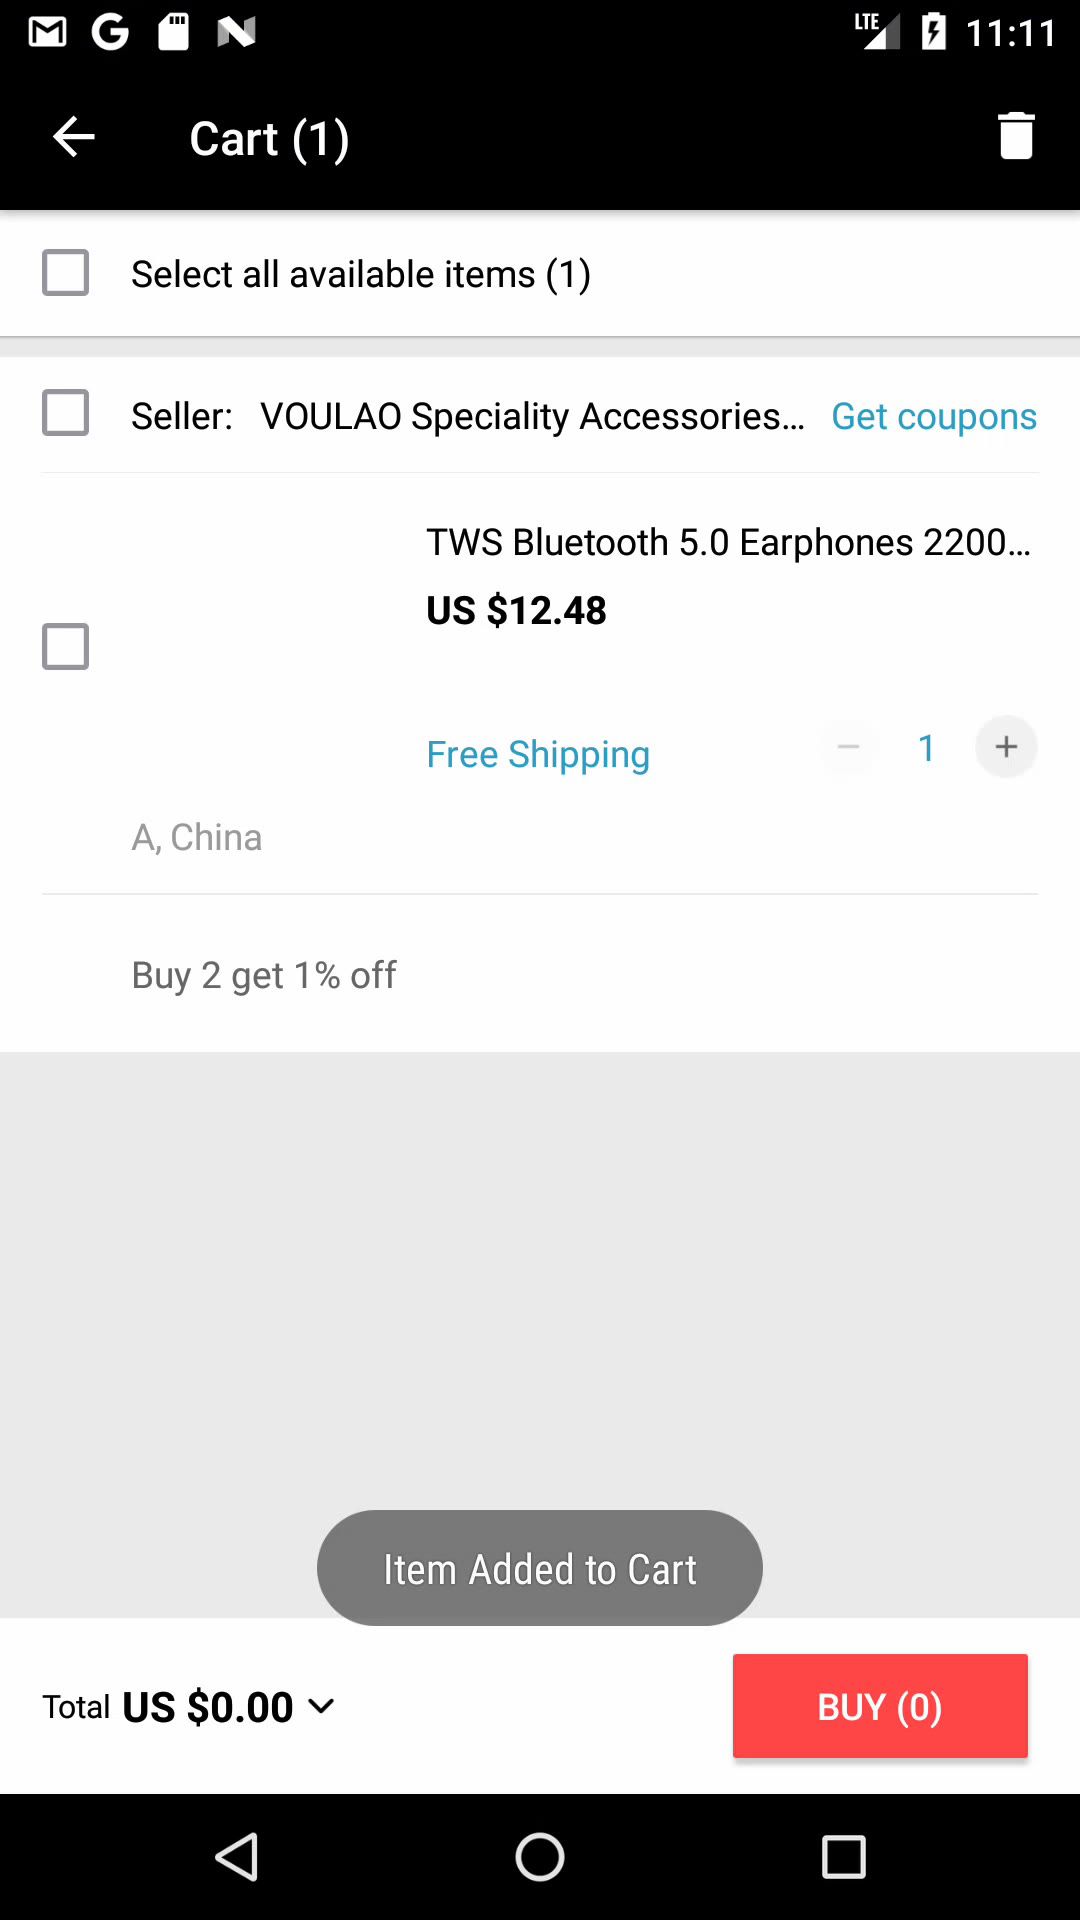 LTE 11:11
Cart (1)
Select all available items (1)
Seller: VOULAO Speciality Accessories... Get coupons
TWS Bluetooth 5.0 Earphones 2200...
US $12.48
Free Shipping 1
A, China
Buy 2 get 1% off
Item Added to Cart
Total US $0.00 BUY (0)